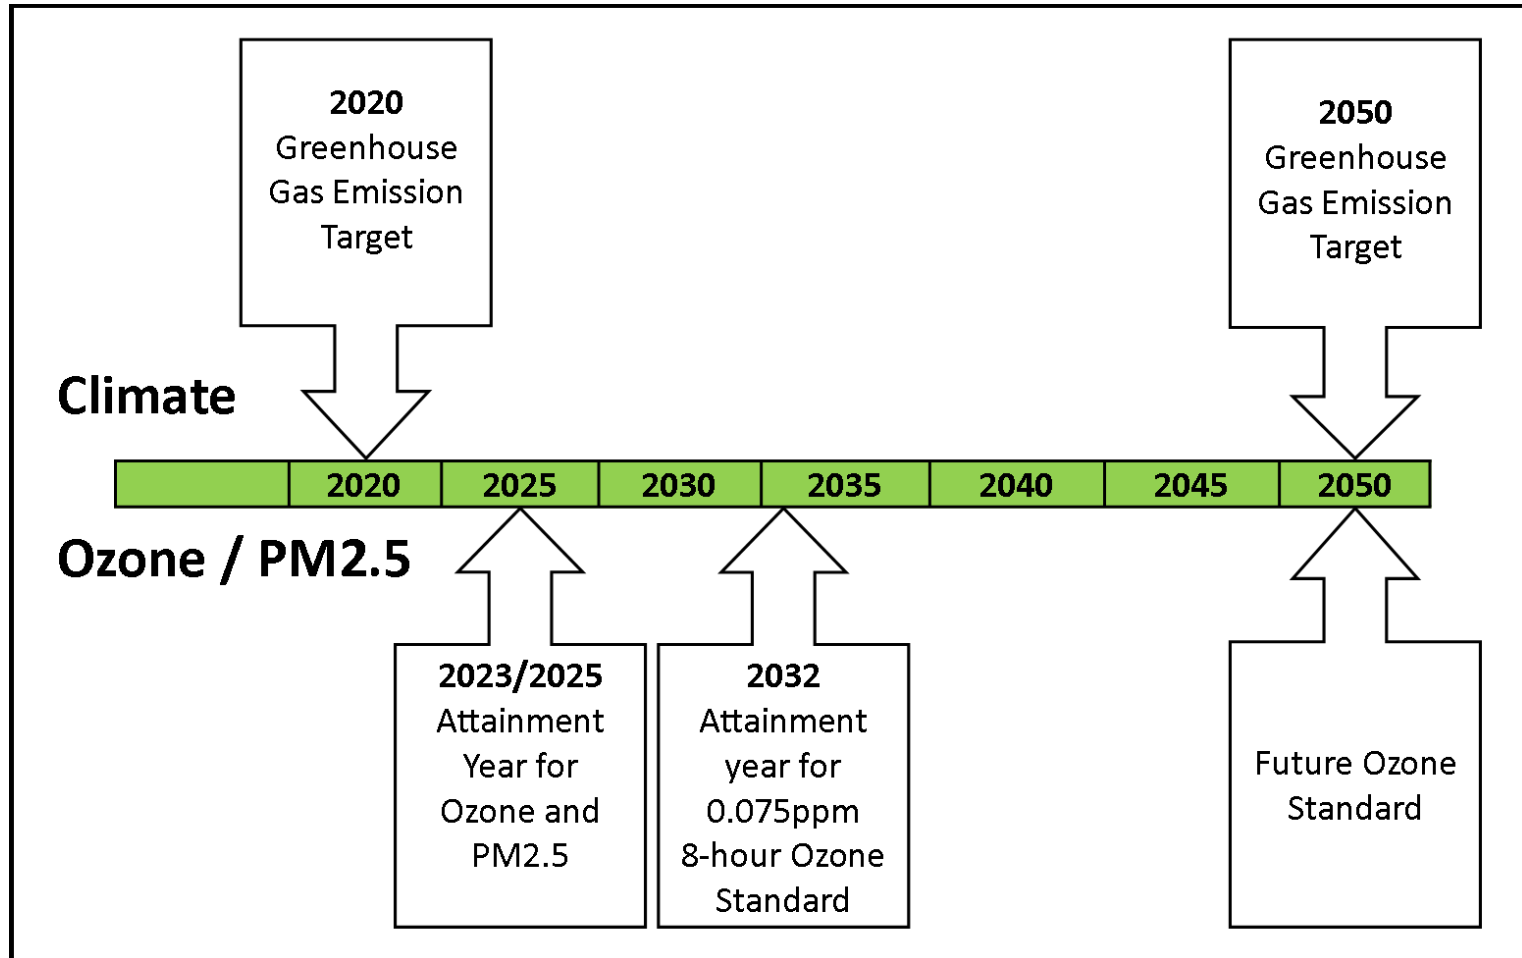 2020
Greenhouse
Gas Emission
Target
2050
Greenhouse
Gas Emission
Target
Climate
2020 2025 2030 2035 2040 2045 2050
Ozone / PM2.5
2023/2025
Attainment
Year for
Ozone and
PM2.5
2032
Attainment
year for
0.075ppm
8-hour Ozone
Standard
Future Ozone
Standard